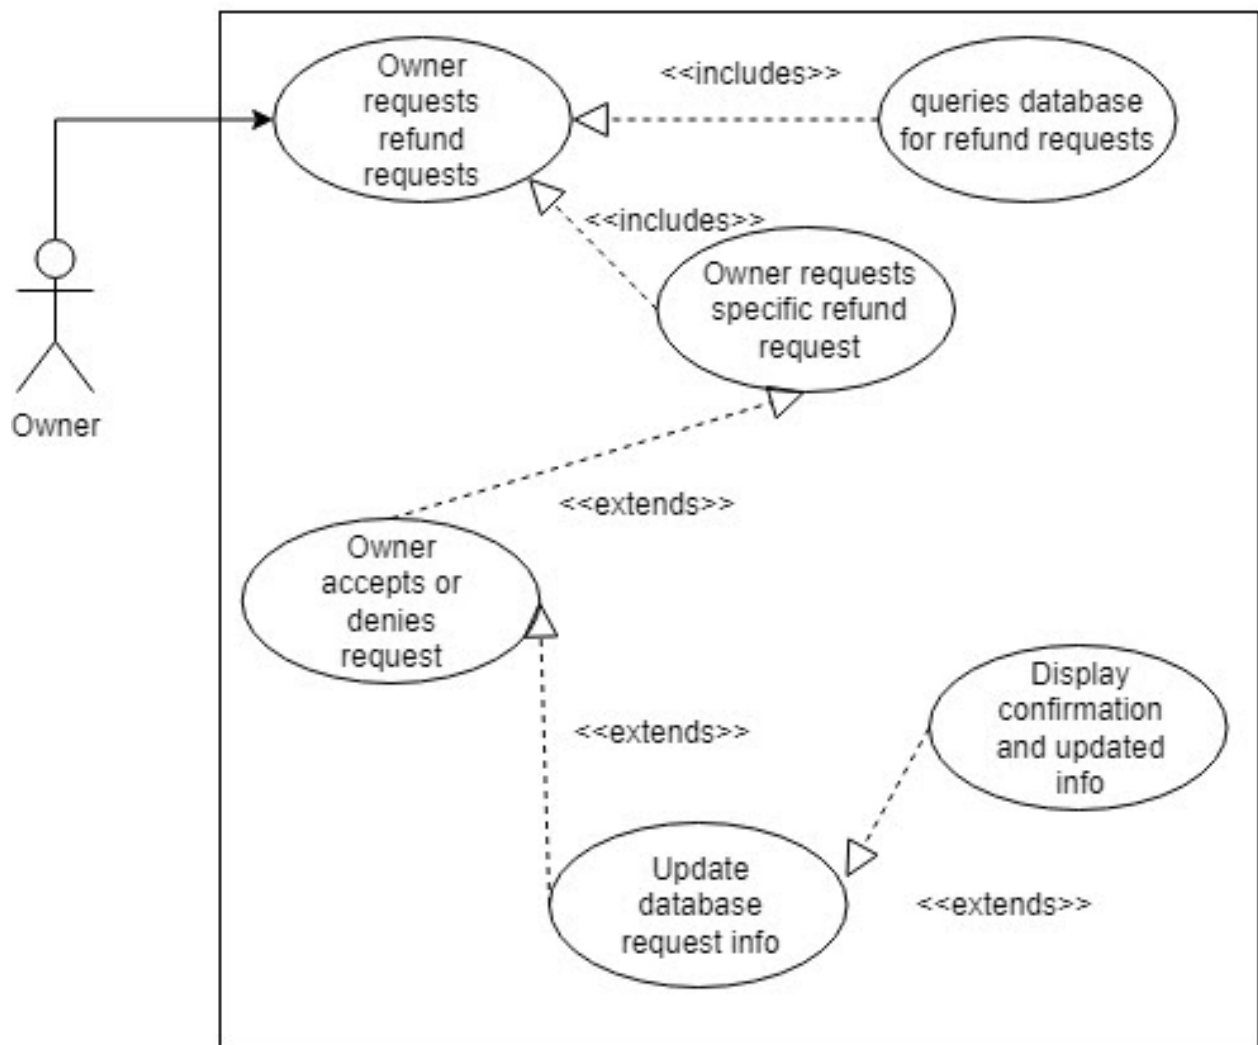 Owner
requests
refund
requests
<<includes>>
queries database
for refund requests
<<includes>>
Owner requests
specific refund
request
Owner
<<extends>>
Owner
accepts or
denies
request
<<extends>>
Display
confirmation
and updated
info
Update
database
request info
<<extends>>